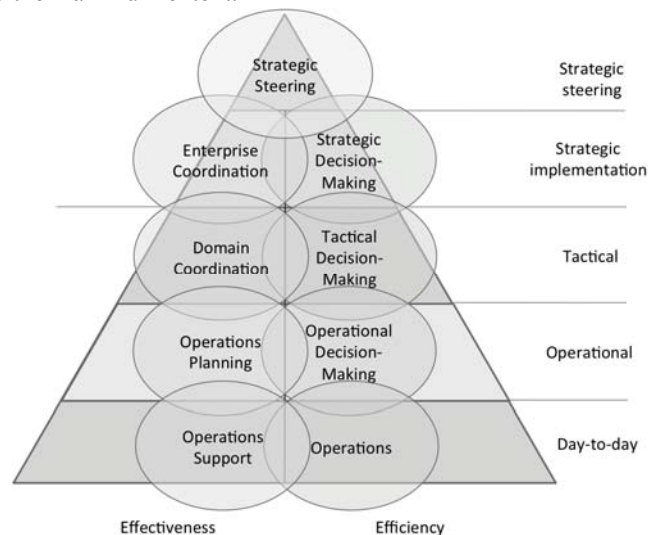 Strategic
Steering
Strategic
steering
Enterprise
Coordination
Strategic
Decision-
Making
Strategic
implementation
Domain
Coordination
Tactical
Decision-
Making
Tactical
Operations
Planning
Operational
Decision-
Making
Operational
Operations
Support
Operations
Day-to-day
Effectiveness
Efficiency